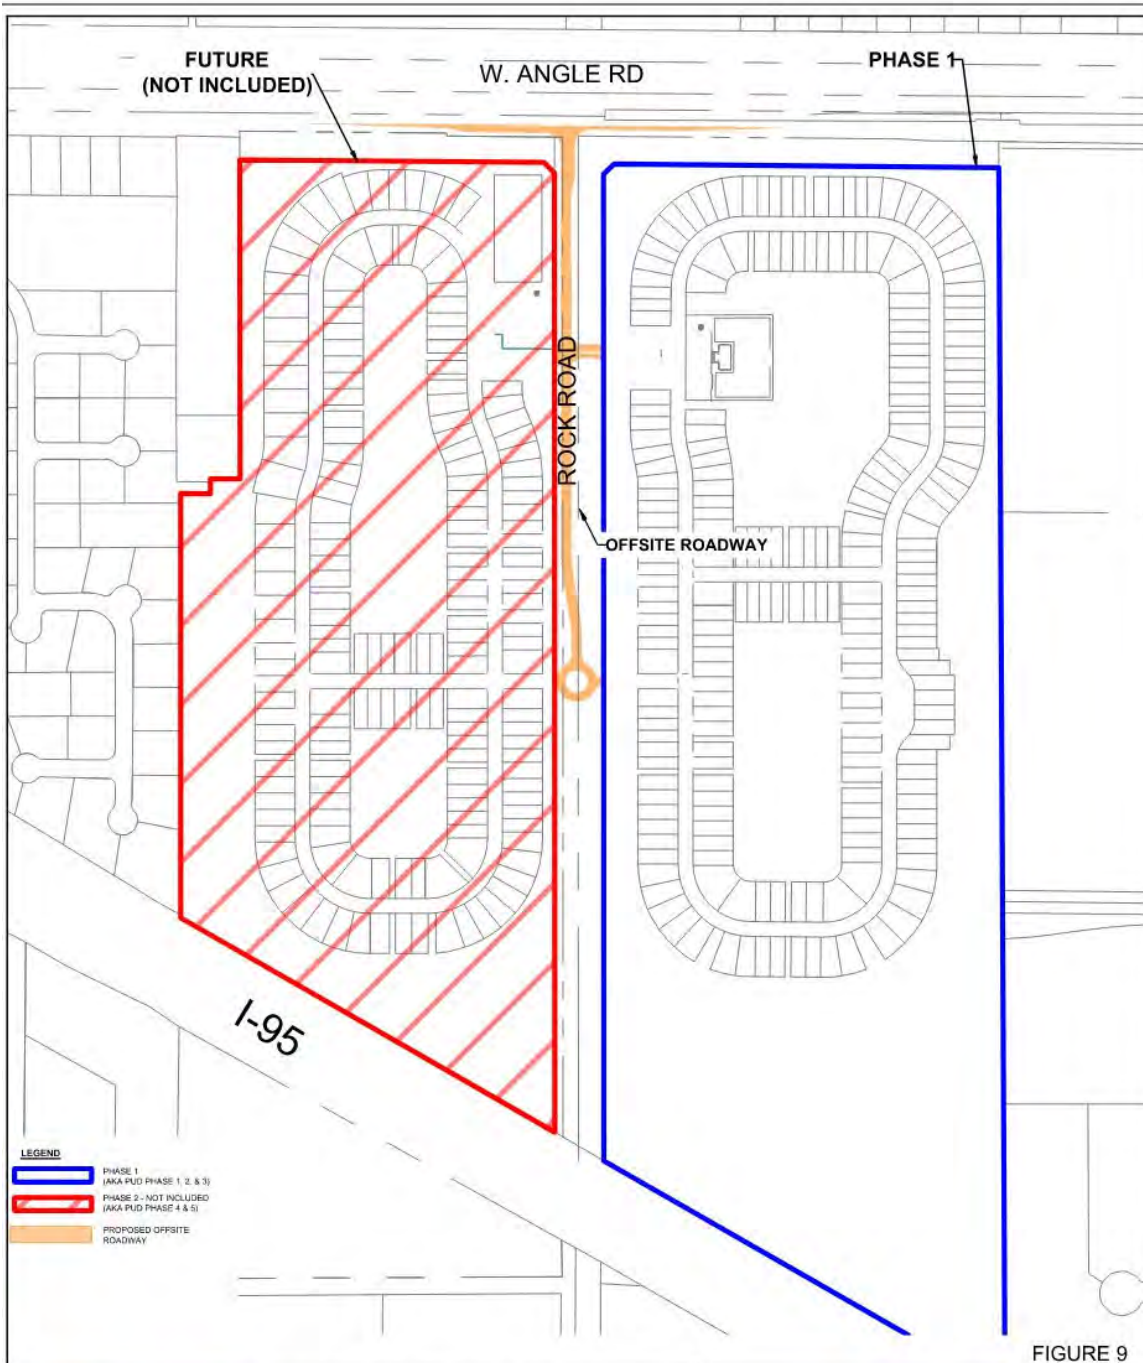 FUTURE
(NOT INCLUDED)
W. ANGLE RD
PHASE 1
ROCK ROAD
OFFSITE ROADWAY
I-95
LEGEND
PHASE 1
(AKA PUD PHASE 1, 2, & 3)
PHASE 2 - NOT INCLUDED
(AKA PUD PHASE 4 & 5)
PROPOSED OFFSITE
ROADWAY
FIGURE 9